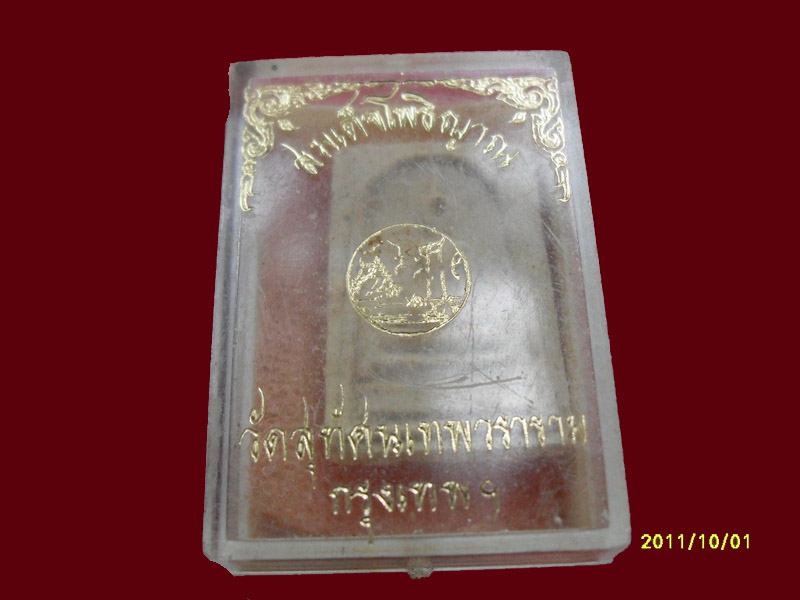 สมเด็จโพธิญาณ
วัดสุทัศนเทพวราราม
กรุงเทพฯ
2011/10/01